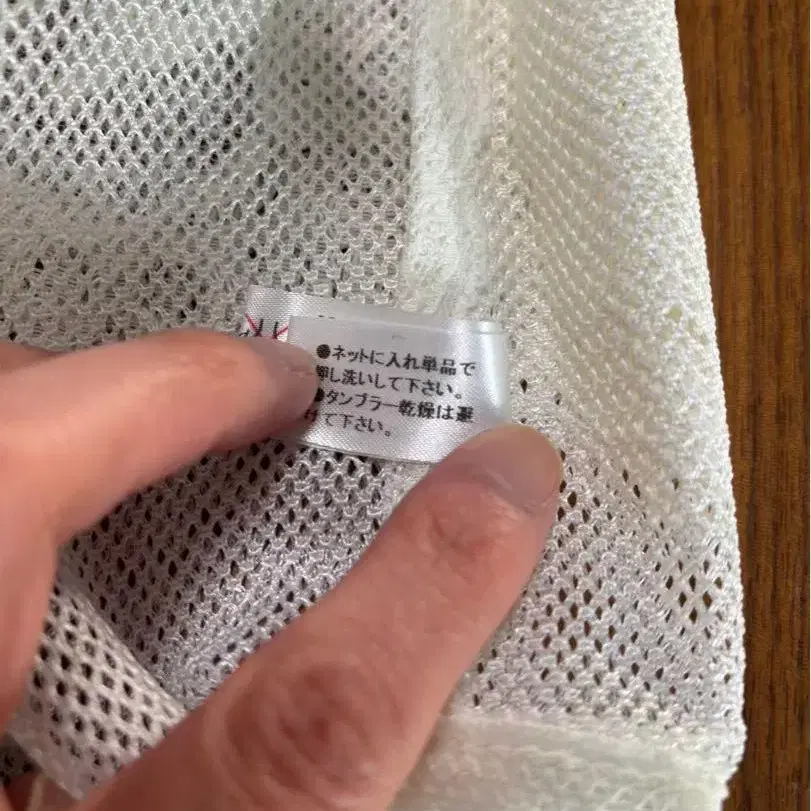 ●ネットに入れ単品で
押し洗いして下さい。
●タンブラー乾燥は避
けて下さい。